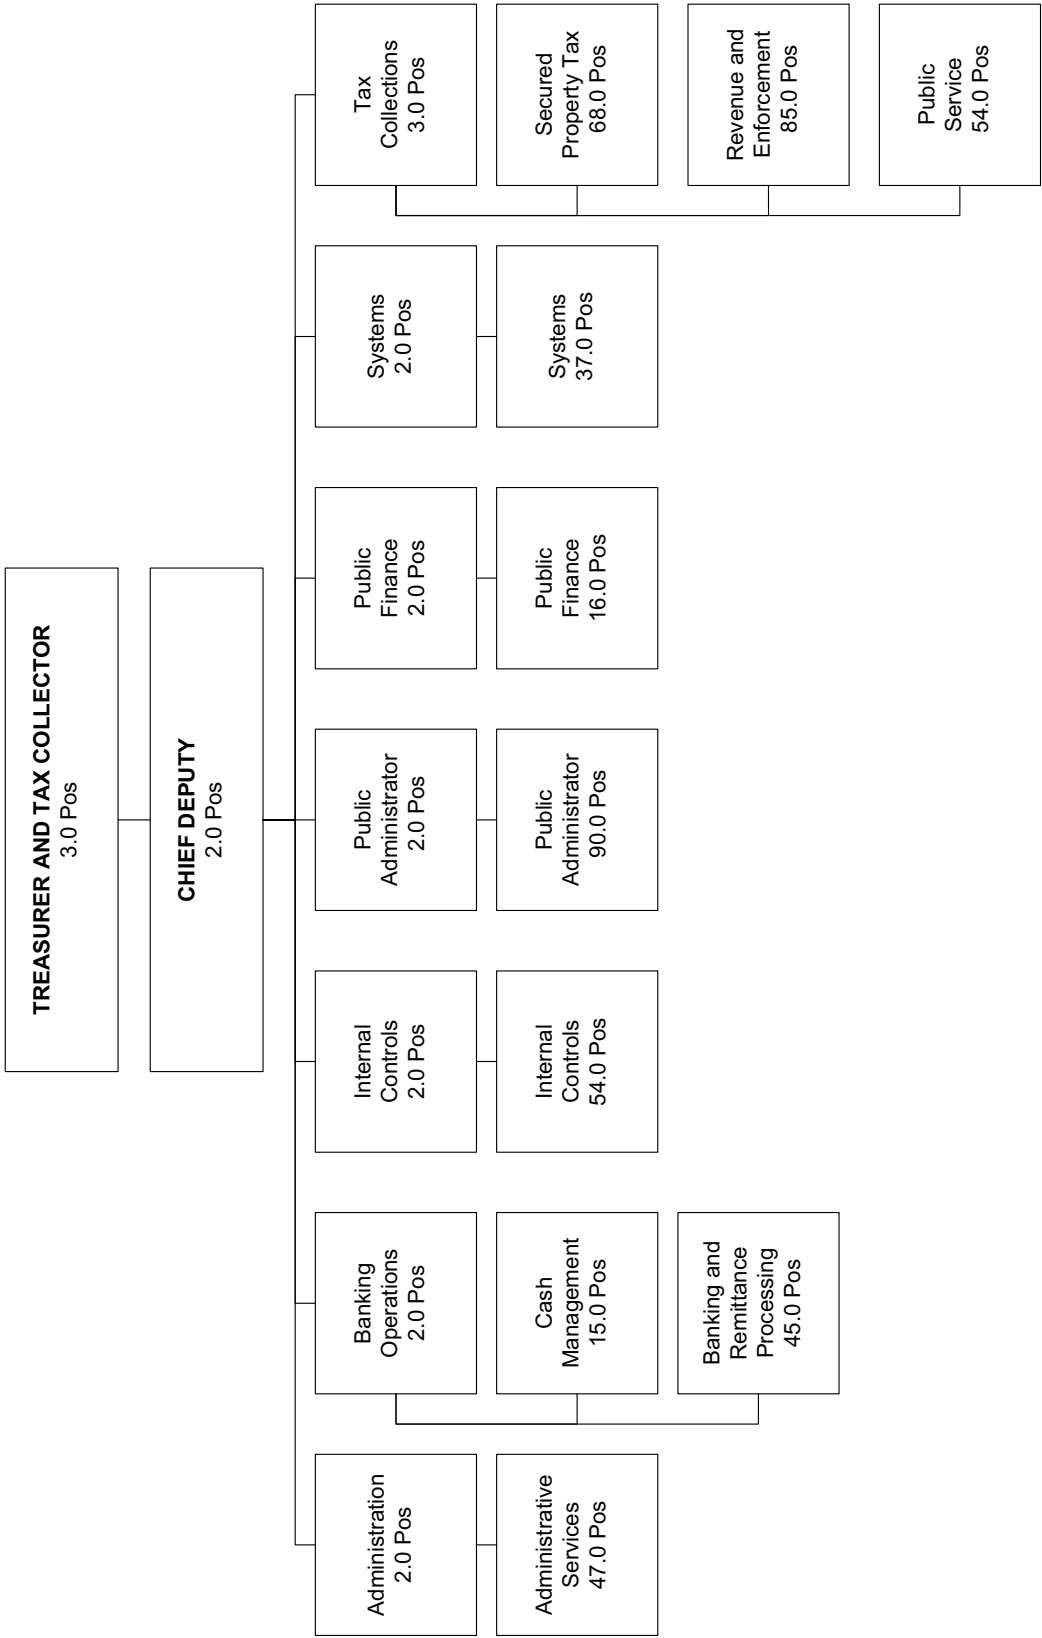 TREASURER AND TAX COLLECTOR
3.0 Pos
CHIEF DEPUTY
2.0 Pos
Administration
2.0 Pos
Administrative
Services
47.0 Pos
Banking
Operations
2.0 Pos
Cash
Management
15.0 Pos
Banking and
Remittance
Processing
45.0 Pos
Internal
Controls
2.0 Pos
Internal
Controls
54.0 Pos
Public
Administrator
2.0 Pos
Public
Administrator
90.0 Pos
Public
Finance
2.0 Pos
Public
Finance
16.0 Pos
Systems
2.0 Pos
Systems
37.0 Pos
Tax
Collections
3.0 Pos
Secured
Property Tax
68.0 Pos
Revenue and
Enforcement
85.0 Pos
Public
Service
54.0 Pos